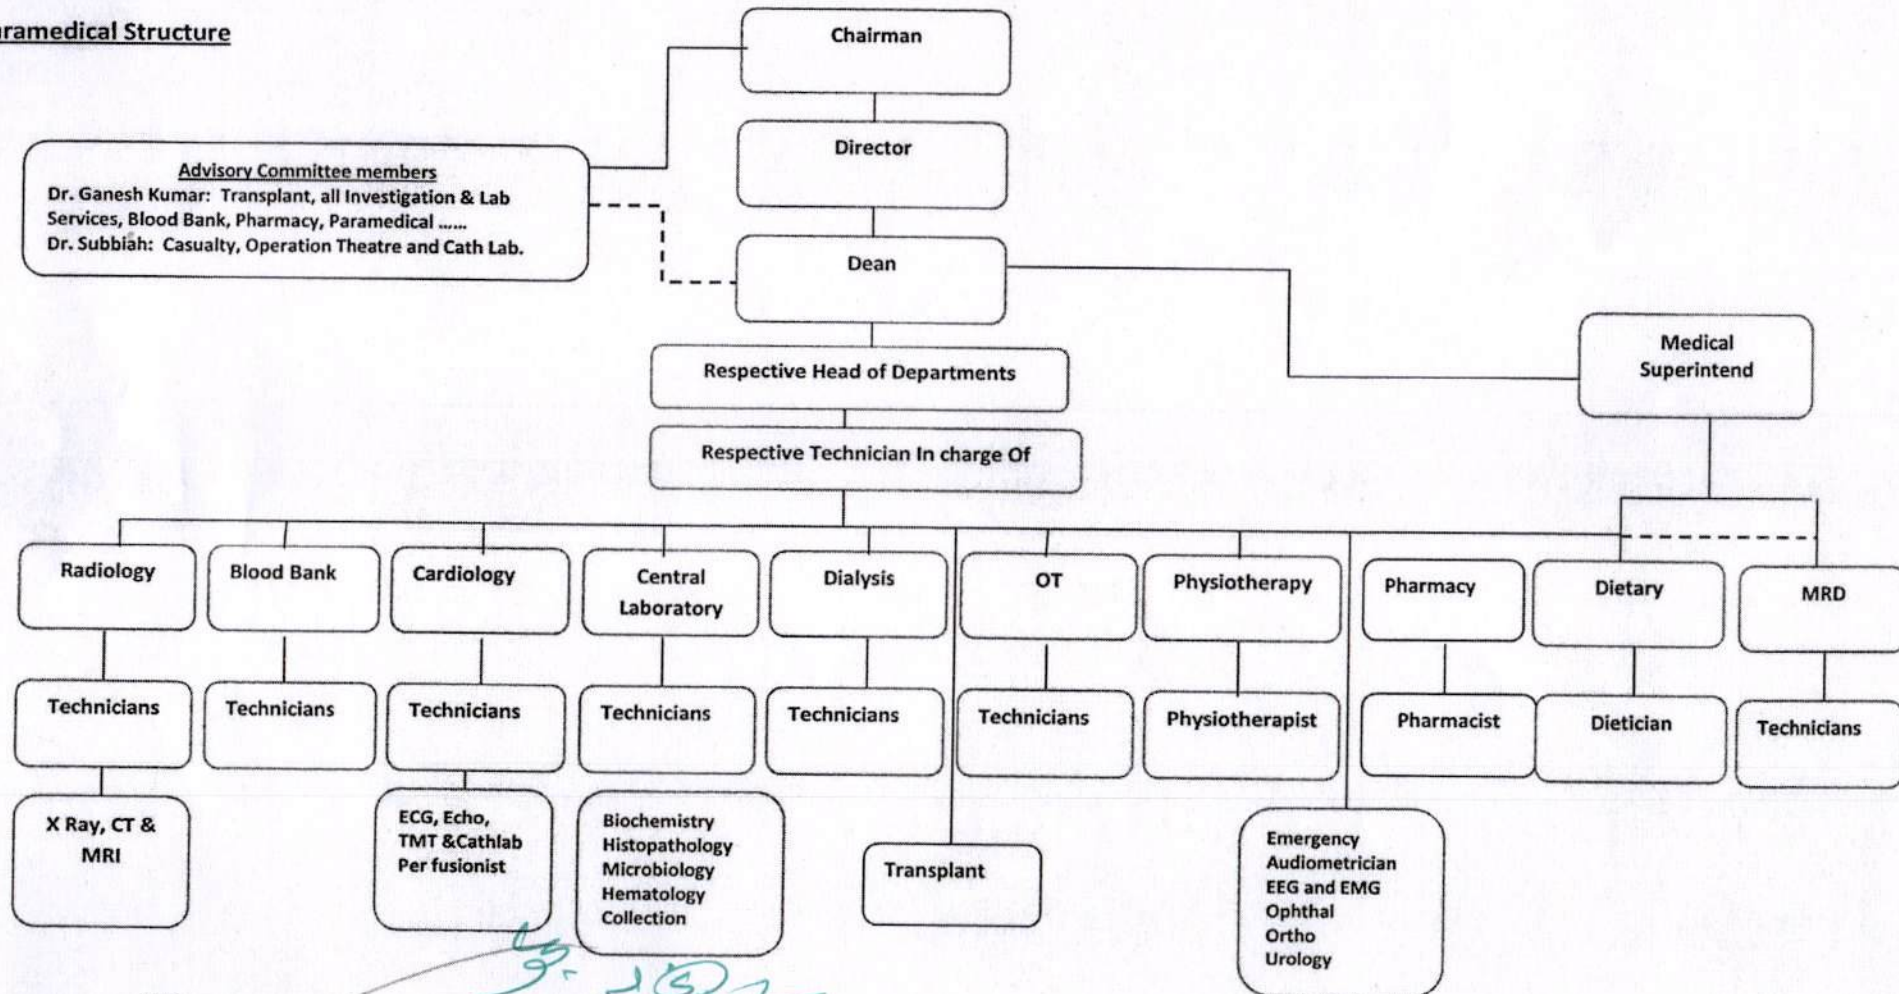 aramedical Structure
Chairman
Director
Advisory Committee members
Dr. Ganesh Kumar: Transplant, all Investigation & Lab
Services, Blood Bank, Pharmacy, Paramedical ......
Dr. Subbiah: Casualty, Operation Theatre and Cath Lab.
Dean
Medical
Superintend
Respective Head of Departments
Respective Technician In charge Of
Radiology
Blood Bank
Cardiology
Central
Laboratory
Dialysis
OT
Physiotherapy
Pharmacy
Dietary
MRD
Technicians
Technicians
Technicians
Technicians
Technicians
Technicians
Physiotherapist
Pharmacist
Dietician
Technicians
X Ray, CT &
MRI
ECG, Echo,
TMT &Cathlab
Per fusionist
Biochemistry
Histopathology
Microbiology
Hematology
Collection
Transplant
Emergency
Audiometrician
EEG and EMG
Ophthal
Ortho
Urology